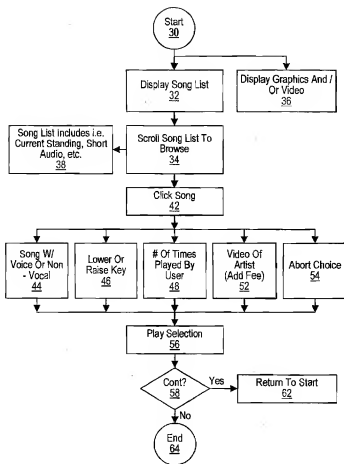 Start
30
Display Song List
32
Display Graphics And /
Or Video
36
Song List Includes i.e.
Current Standing, Short
Audio, etc.
38
Scroll Song List To
Browse
34
Click Song
42
Song W/
Voice Or Non
- Vocal
44
Lower Or
Raise Key
46
# Of Times
Played By
User
48
Video Of
Artist
(Add Fee)
52
Abort Choice
54
Play Selection
56
Cont?
58
Yes
Return To Start
62
No
End
64